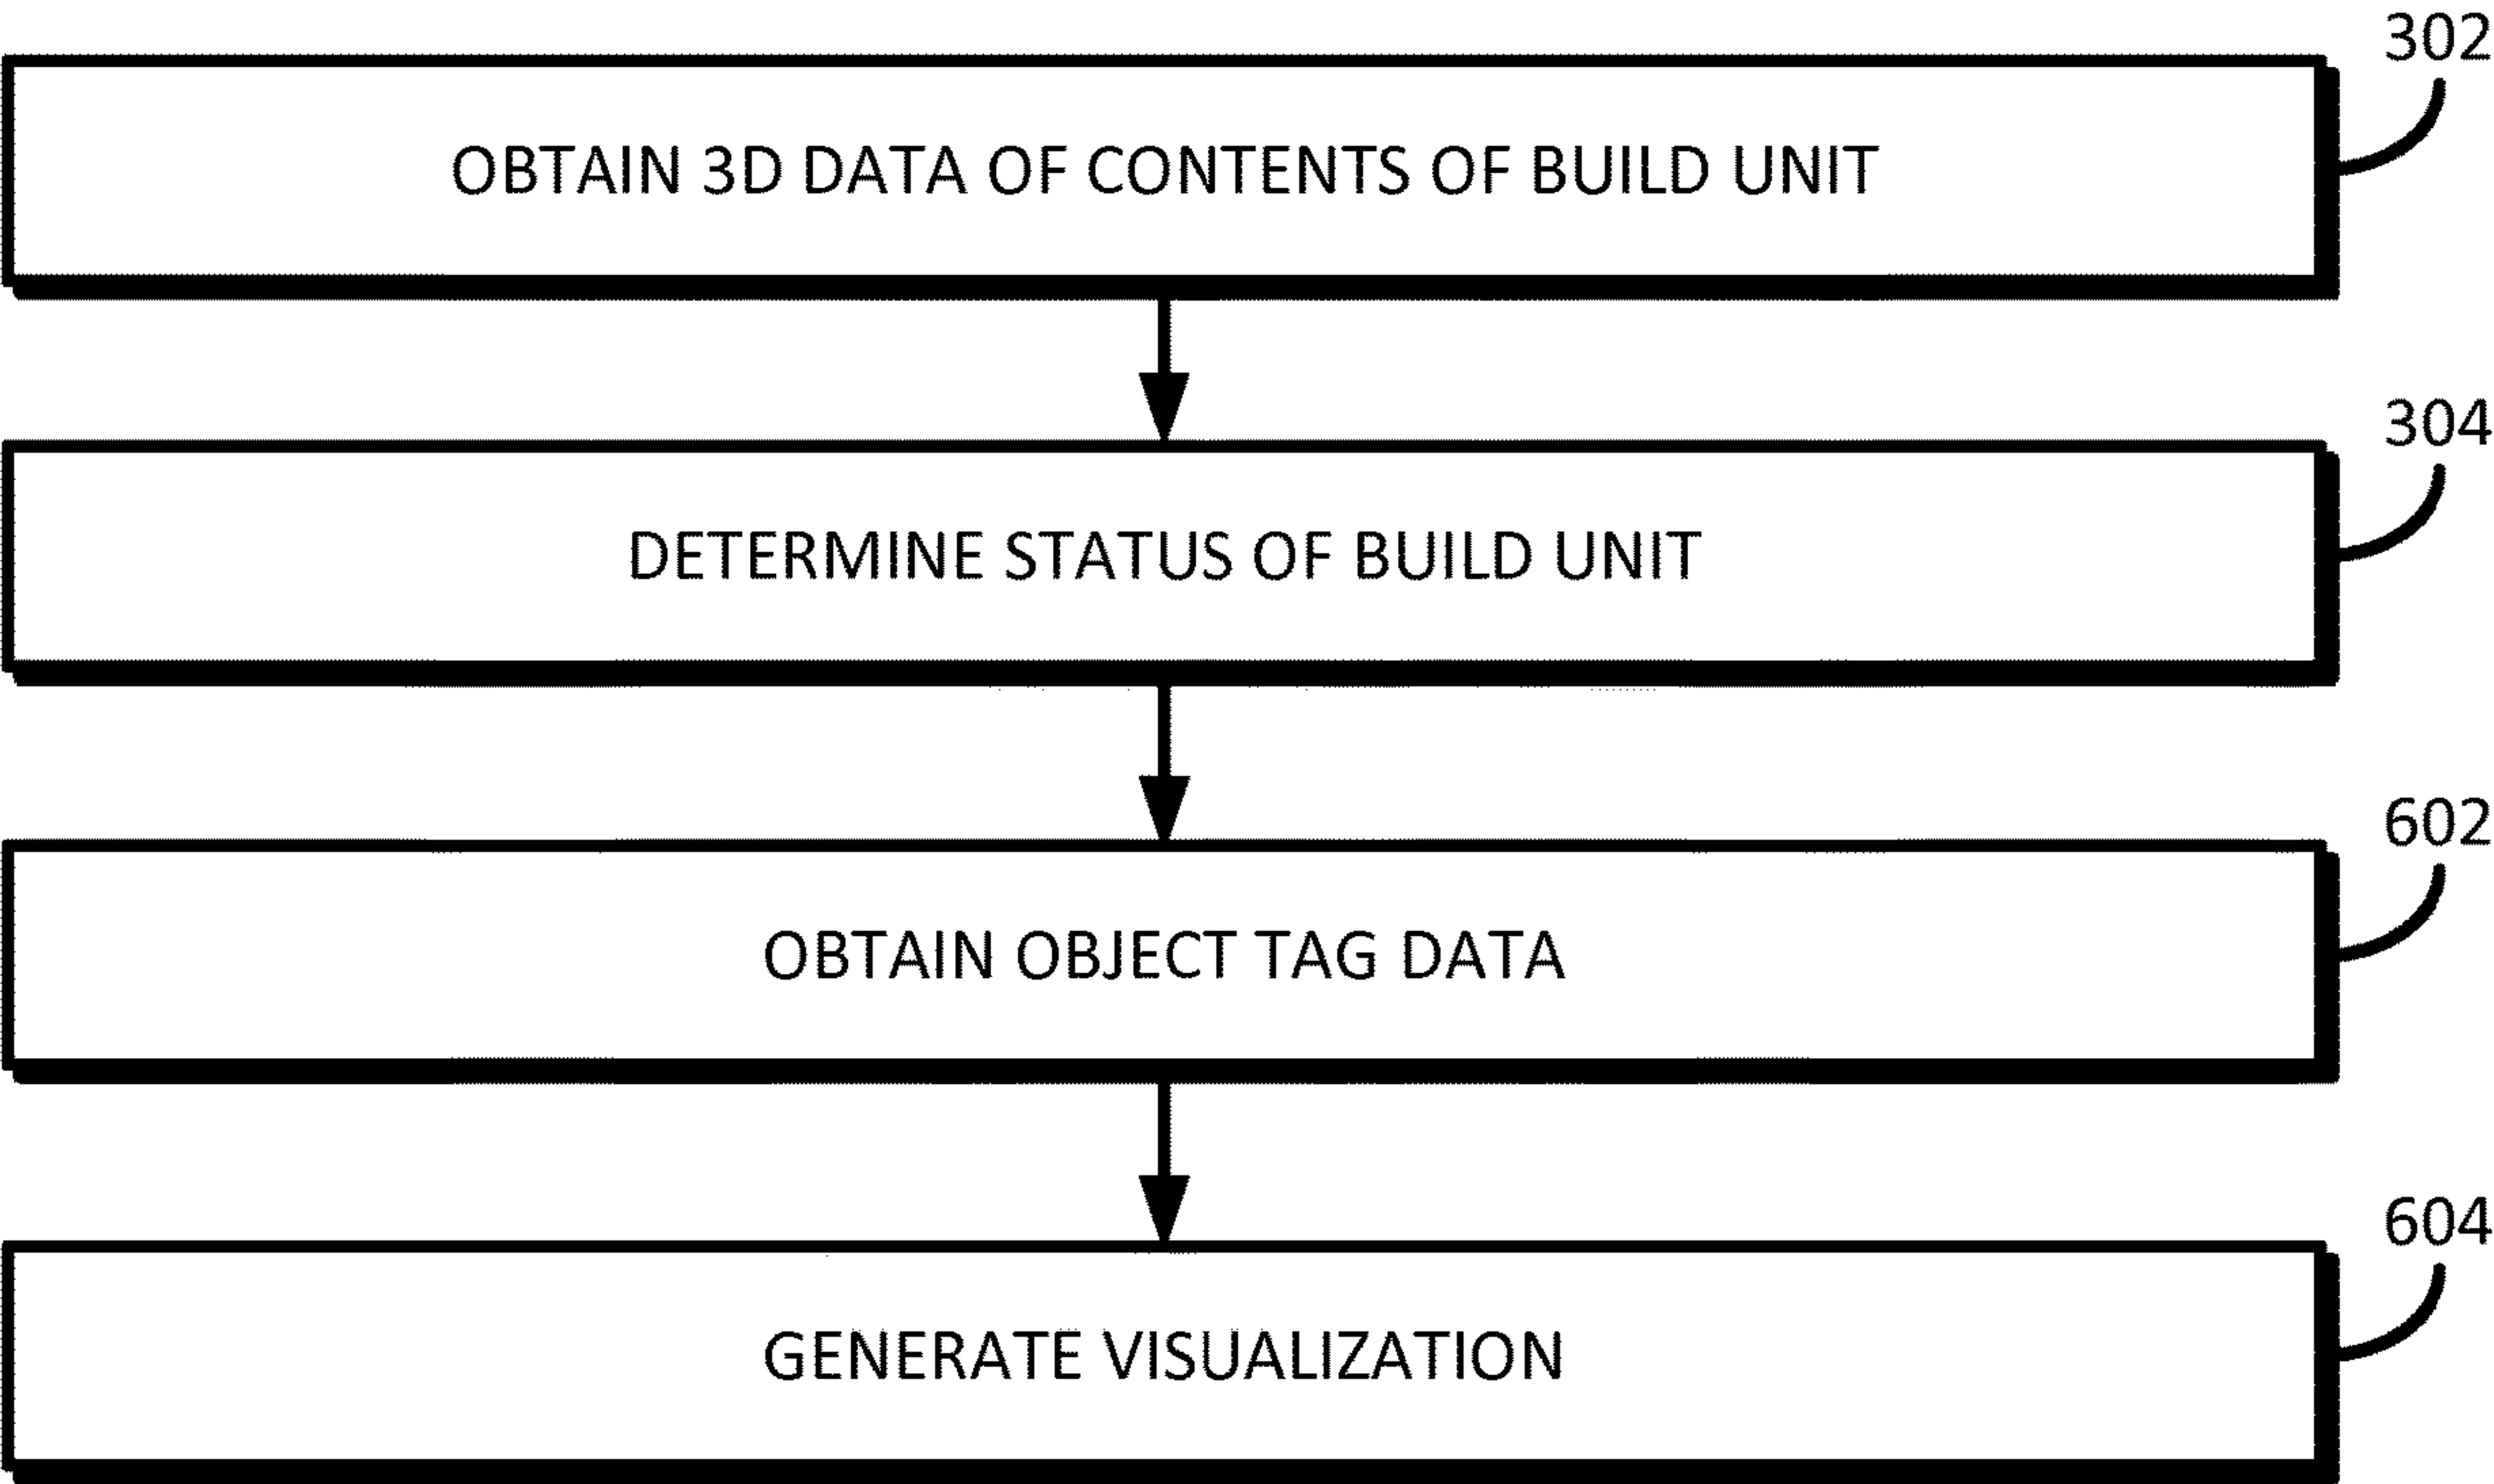 302
OBTAIN 3D DATA OF CONTENTS OF BUILD UNIT
304
DETERMINE STATUS OF BUILD UNIT
602
OBTAIN OBJECT TAG DATA
604
GENERATE VISUALIZATION